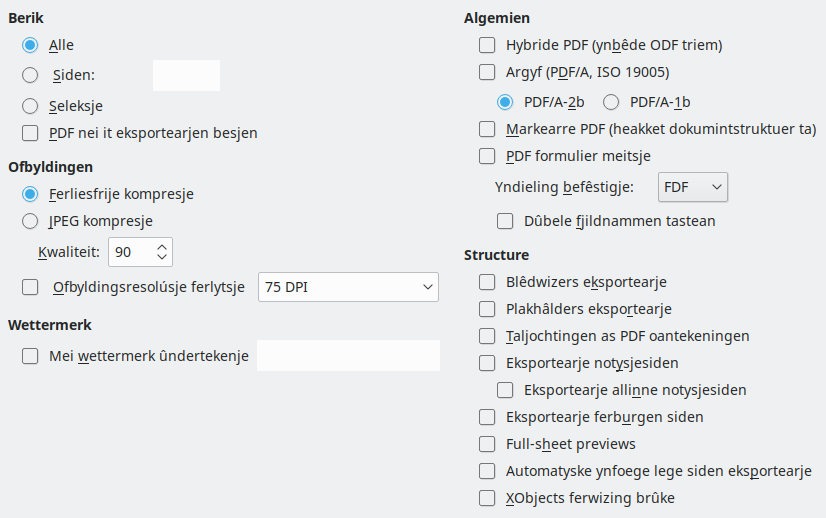 Berik
Alle
Siden:
Seleksje
PDF nei it eksportearjen besjen
Ofbyldingen
Ferliesfrije kompresje
JPEG kompresje
Kwaliteit: 90
Ofbyldingsresolúsje ferlytsje 75 DPI
Wettermerk
Mei wettermerk ûndertekenje
Algemien
Hybride PDF (ynbêde ODF triem)
Argyf (PDF/A, ISO 19005)
PDF/A-2b PDF/A-1b
Markearre PDF (heakket dokumintstruktuer ta)
PDF formulier meitsje
Yndieling befêstigje: FDF
Dûbele fjildnammen tastean
Structure
Blêdwizers eksportearje
Plakhâlders eksportearje
Taljochtingen as PDF oantekeningen
Eksportearje notysjesiden
Eksportearje allinne notysjesiden
Eksportearje ferburgen siden
Full-sheet previews
Automatyske ynfoege lege siden eksportearje
XObjects ferwizing brûke